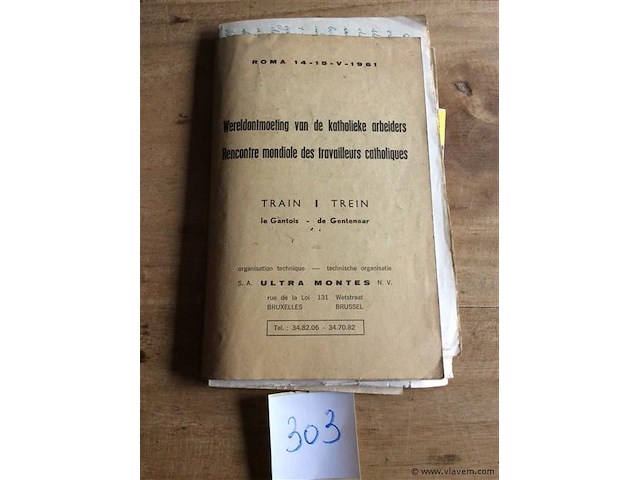 ROMA 14-15-V-1961
Wereldontmoeting van de katholieke arbeiders
Rencontre mondiale des travailleurs catholiques
TRAIN I TREIN
le Gantois - de Gentenaar
organisation technique — technische organisatie
S.A. ULTRA MONTES N.V.
rue de la Loi 131 Wetstraat
BRUXELLES BRUSSEL
Tel.: 34.82.06 - 34.70.82
303
© www.vlavem.com